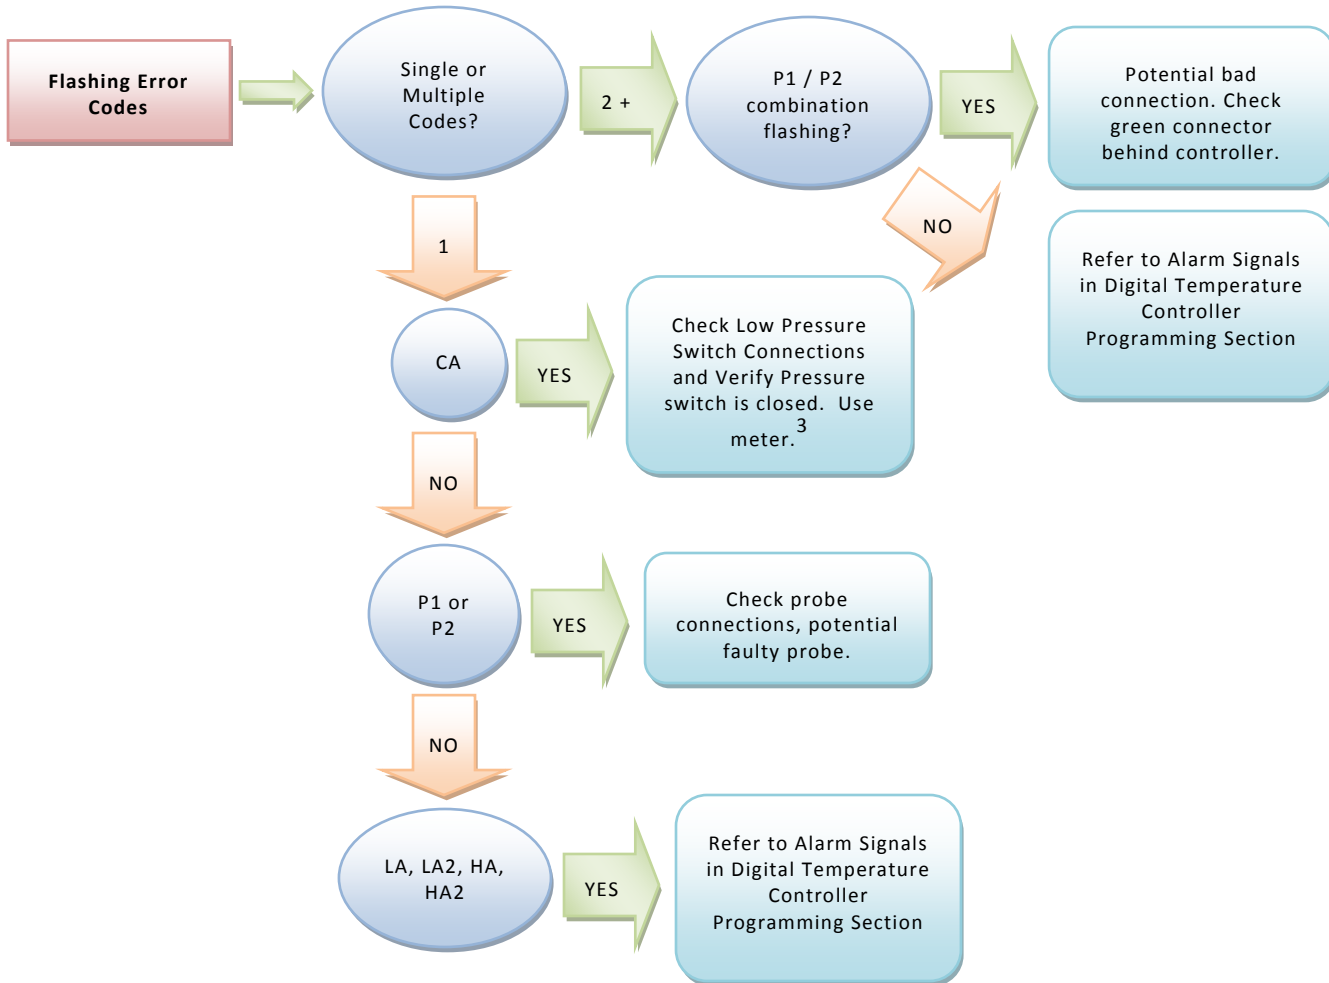 Flashing Error
Codes
Single or
Multiple
Codes?
2 +
P1 / P2
combination
flashing?
YES
Potential bad
connection. Check
green connector
behind controller.
NO
Refer to Alarm Signals
in Digital Temperature
Controller
Programming Section
1
CA
YES
Check Low Pressure
Switch Connections
and Verify Pressure
switch is closed. Use
meter.3
NO
P1 or
P2
YES
Check probe
connections, potential
faulty probe.
NO
LA, LA2, HA,
HA2
YES
Refer to Alarm Signals
in Digital Temperature
Controller
Programming Section